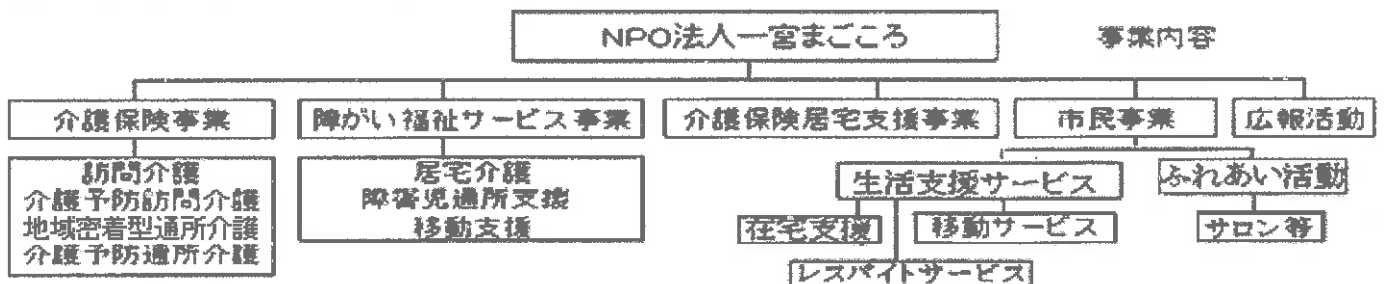 NPO法人一宮まごころ
事業内容
介護保険事業
障がい福祉サービス事業
介護保険居宅支援事業
市民事業
広報活動
訪問介護
介護予防訪問介護
地域密着型通所介護
介護予防通所介護
居宅介護
障害児通所支援
移動支援
生活支援サービス
ふれあい活動
在宅支援
移動サービス
サロン等
レスパイトサービス